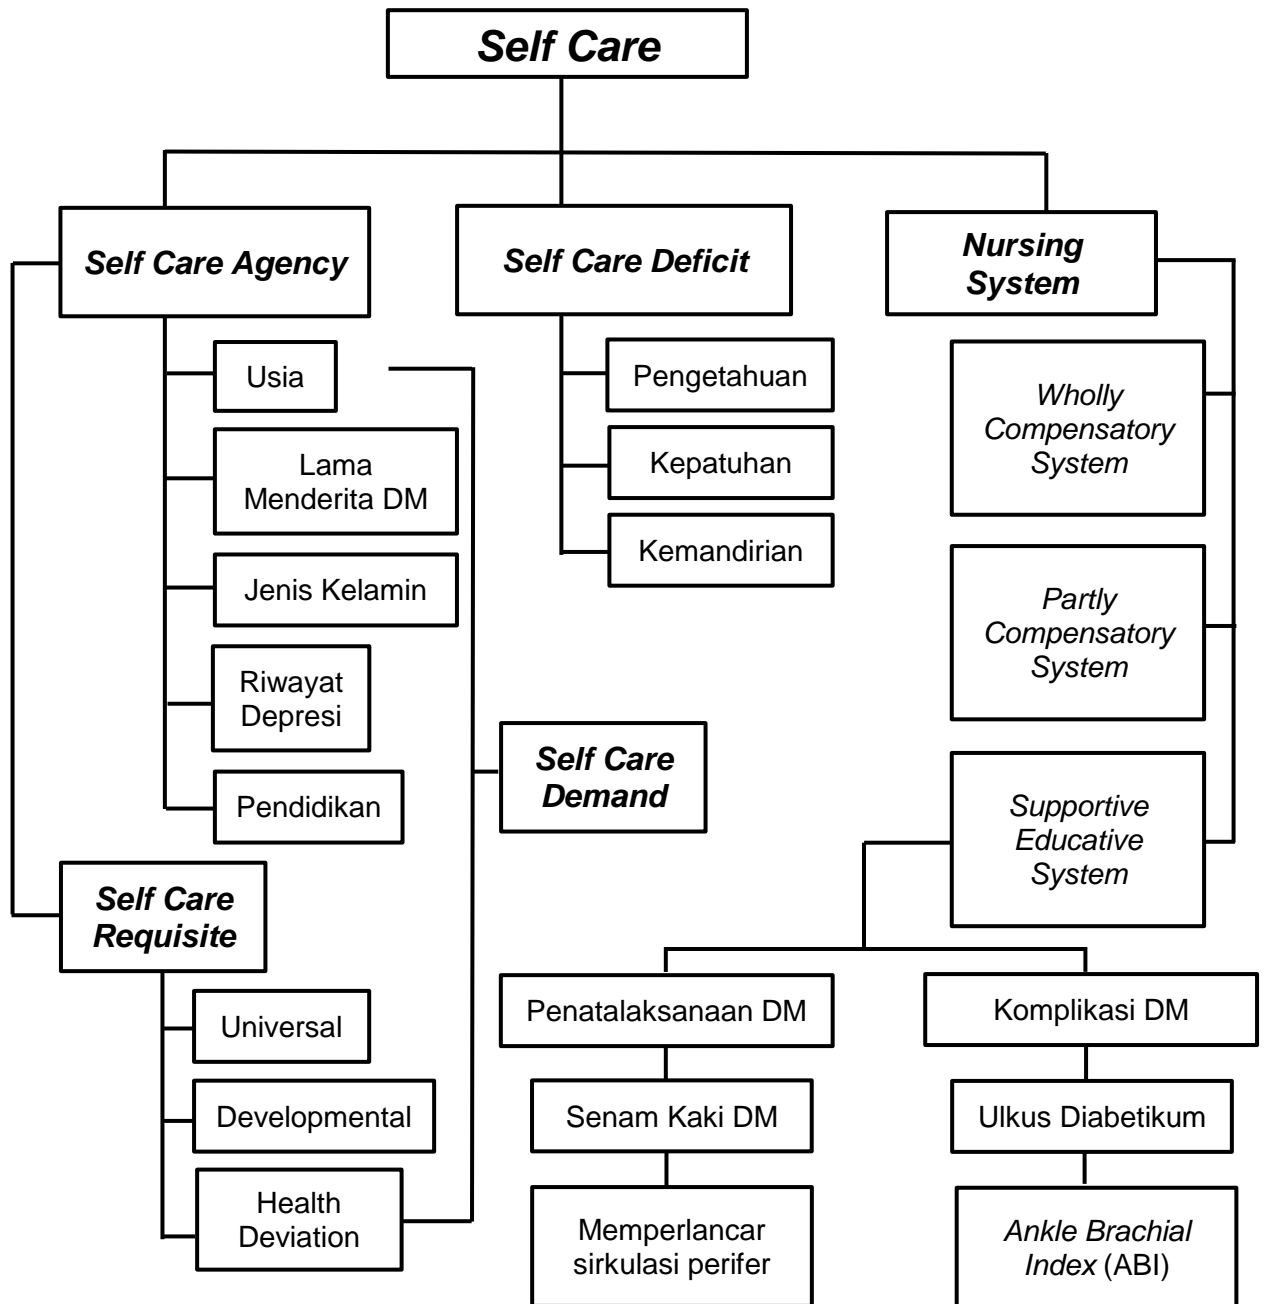 Self Care
Self Care Agency
Self Care Deficit
Nursing
System
Usia
Lama
Menderita DM
Jenis Kelamin
Riwayat
Depresi
Pendidikan
Self Care
Requisite
Universal
Developmental
Health
Deviation
Pengetahuan
Kepatuhan
Kemandirian
Self Care
Demand
Wholly
Compensatory
System
Partly
Compensatory
System
Supportive
Educative
System
Penatalaksanaan DM
Senam Kaki DM
Memperlancar
sirkulasi perifer
Komplikasi DM
Ulkus Diabetikum
Ankle Brachial
Index (ABI)